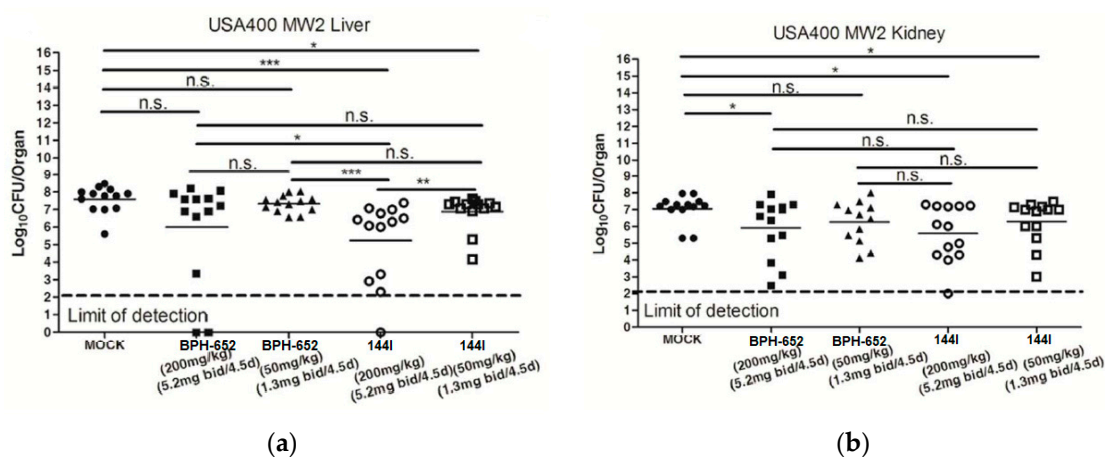 USA400 MW2 Liver
*
***
n.s.
n.s.
n.s.
*
n.s.
n.s.
***
**
Log10CFU/Organ
16
15
14
13
12
11
10
9
8
7
6
5
4
3
2
1
0
Limit of detection
MOCK
BPH-652
(200mg/kg)
(5.2mg bid/4.5d)
BPH-652
(50mg/kg)
(1.3mg bid/4.5d)
144I
(200mg/kg)
(5.2mg bid/4.5d)
144I
(50mg/kg)
(1.3mg bid/4.5d)
(a)
USA400 MW2 Kidney
*
*
n.s.
*
n.s.
n.s.
n.s.
n.s.
Log10CFU/Organ
16
15
14
13
12
11
10
9
8
7
6
5
4
3
2
1
0
Limit of detection
MOCK
BPH-652
(200mg/kg)
(5.2mg bid/4.5d)
BPH-652
(50mg/kg)
(1.3mg bid/4.5d)
144I
(200mg/kg)
(5.2mg bid/4.5d)
144I
(50mg/kg)
(1.3mg bid/4.5d)
(b)